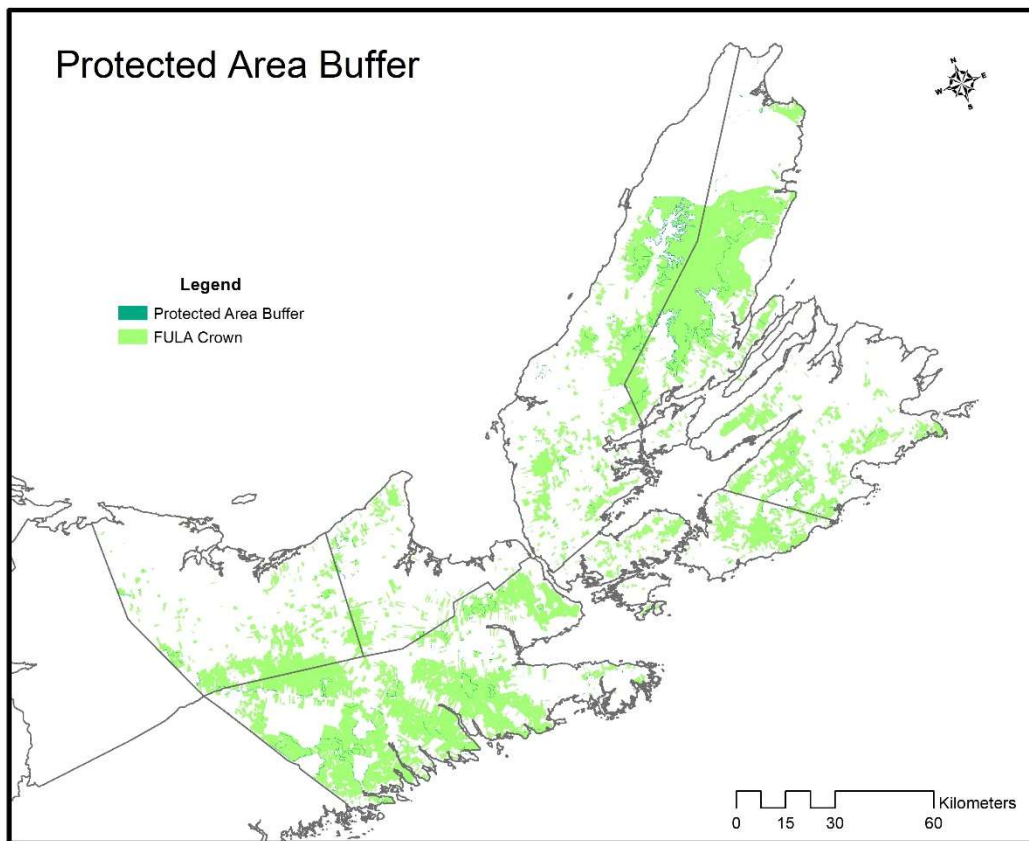 Protected Area Buffer
N
W E
S
Legend
Protected Area Buffer
FULA Crown
Kilometers
0 15 30 60